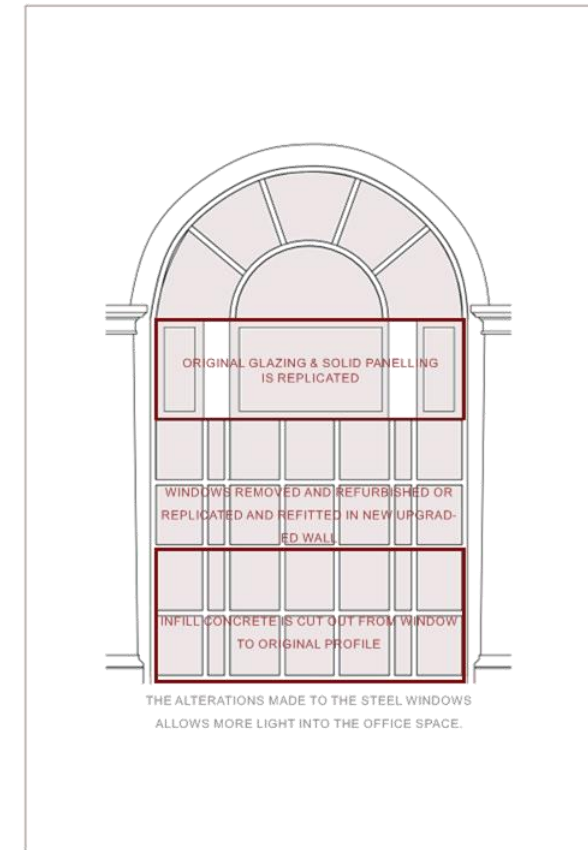 ORIGINAL GLAZING & SOLID PANELLING
IS REPLICATED
WINDOWS REMOVED AND REFURBISHED OR
REPLICATED AND REFITTED IN NEW UPGRAD-
ED WALL
INFILL CONCRETE IS CUT OUT FROM WINDOW
TO ORIGINAL PROFILE
THE ALTERATIONS MADE TO THE STEEL WINDOWS
ALLOWS MORE LIGHT INTO THE OFFICE SPACE.